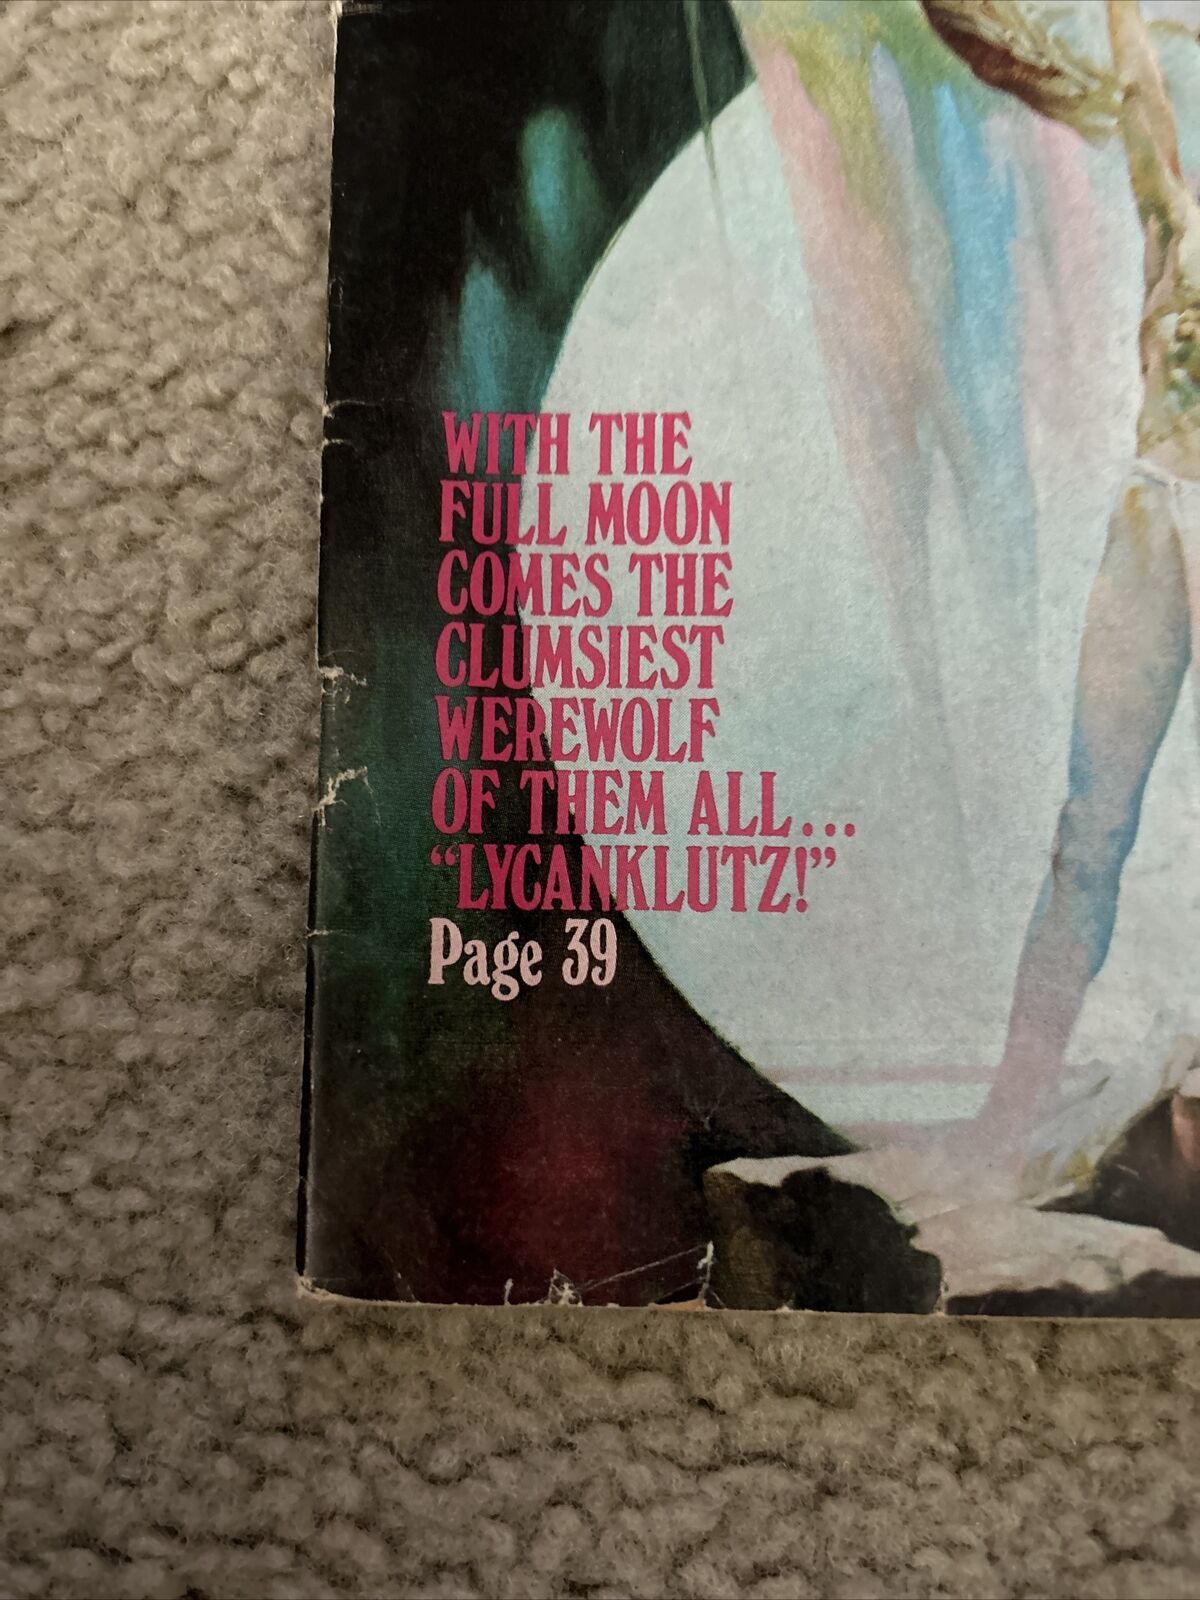 WITH THE
FULL MOON
COMES THE
CLUMSIEST
WEREWOLF
OF THEM ALL...
“LYCANKLUTZ!”
Page 39